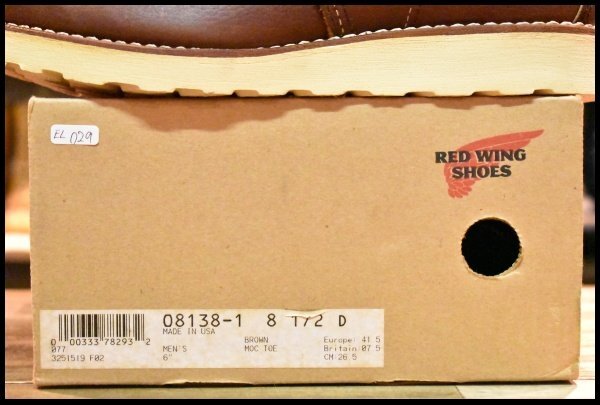 EL 029
RED WING
SHOES
08138-1 8 1/2 D
MADE IN USA
0 00333 78293 2
BROWN Europe: 41.5
077 MEN'S MOC TOE Britain: 07.5
3251519 F02 6" CM: 26.5